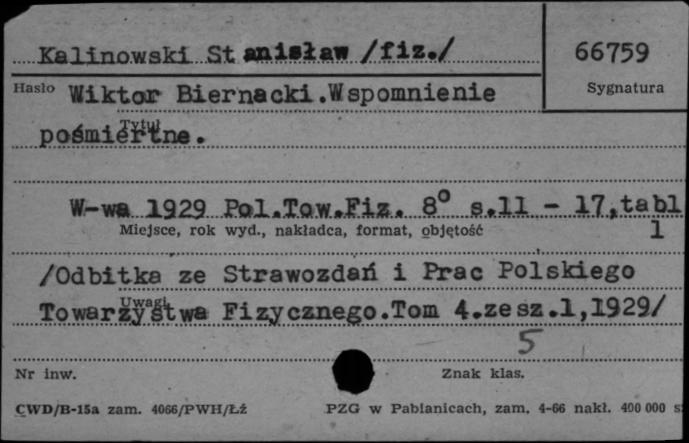 Kalinowski Stanisław /fiz./
66759
Hasło
Sygnatura
Wiktor Biernacki.Wspomnienie
pośmiertne.
Tytuł
W-wa 1929 Pol.Tow.Fiz. 8° s.11 - 17,tabl
1
Miejsce, rok wyd., nakładca, format, objętość
/Odbitka ze Strawozdań i Prac Polskiego
Towarzystwa Fizycznego.Tom 4.zesz.1,1929/
Uwagi
5
Nr inw.
Znak klas.
CWD/B-15a zam. 4066/PWH/Łż
PZG w Pabianicach, zam. 4-66 nakł. 400 000